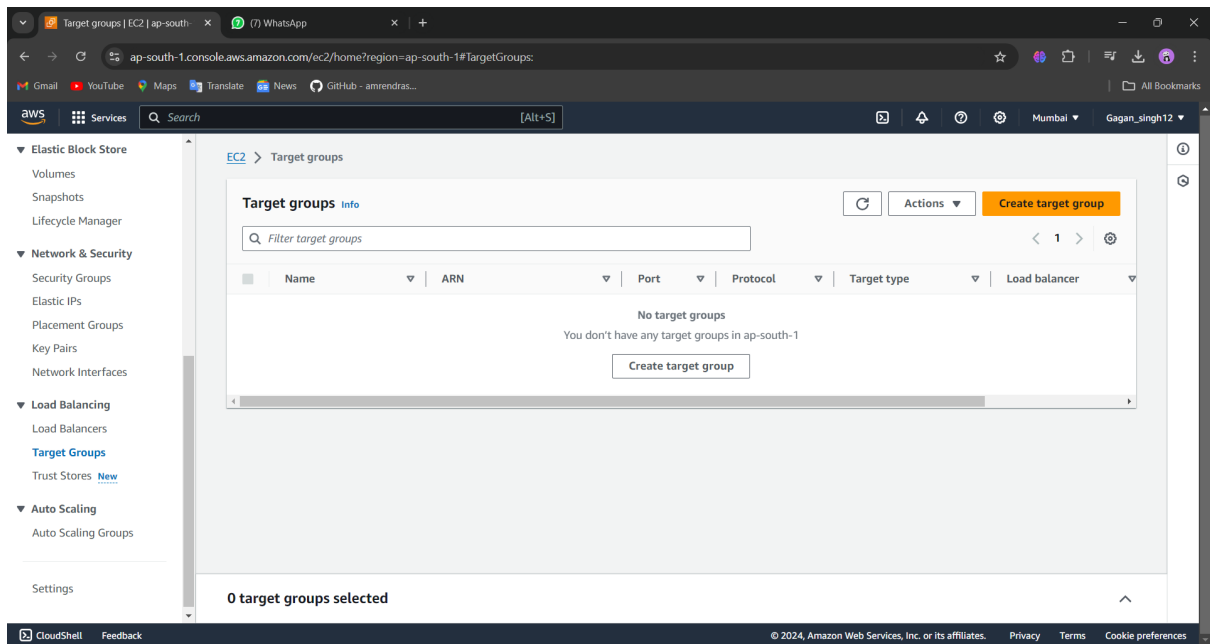 Target groups | EC2 | ap-south-
(7) WhatsApp
ap-south-1.console.aws.amazon.com/ec2/home?region=ap-south-1#TargetGroups:
Gmail YouTube Maps Translate News GitHub - amrendras... All Bookmarks
aws Services Search [Alt+S] Mumbai Gagan_singh12
Elastic Block Store
Volumes
Snapshots
Lifecycle Manager
Network & Security
Security Groups
Elastic IPs
Placement Groups
Key Pairs
Network Interfaces
Load Balancing
Load Balancers
Target Groups
Trust Stores New
Auto Scaling
Auto Scaling Groups
Settings
EC2 > Target groups
Target groups Info Actions Create target group
Filter target groups 1
Name ARN Port Protocol Target type Load balancer
No target groups
You don't have any target groups in ap-south-1
Create target group
0 target groups selected
CloudShell Feedback © 2024, Amazon Web Services, Inc. or its affiliates. Privacy Terms Cookie preferences